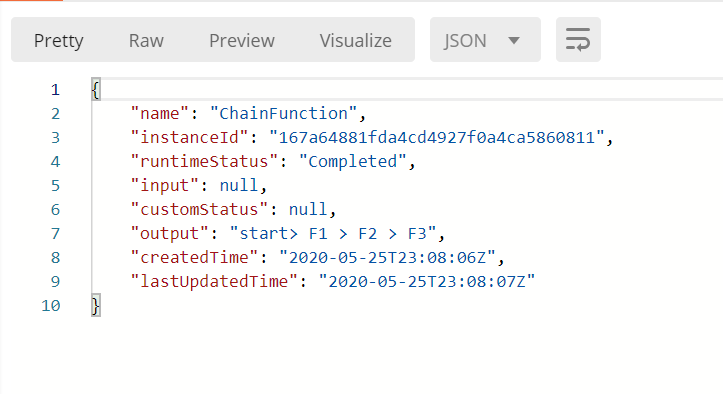 Pretty Raw Preview Visualize JSON
1 {
2 "name": "ChainFunction",
3 "instanceId": "167a64881fda4cd4927f0a4ca5860811",
4 "runtimeStatus": "Completed",
5 "input": null,
6 "customStatus": null,
7 "output": "start> F1 > F2 > F3",
8 "createdTime": "2020-05-25T23:08:06Z",
9 "lastUpdatedTime": "2020-05-25T23:08:07Z"
10 }